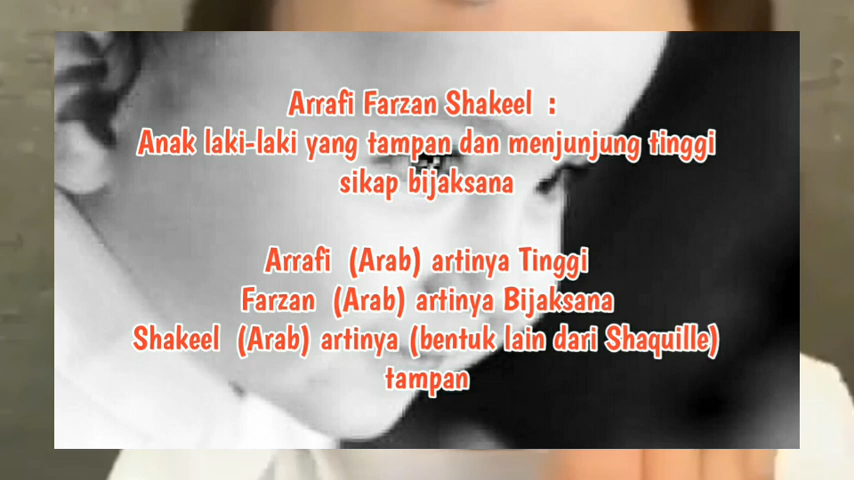 Arrafi Farzan Shakeel :
Anak laki-laki yang tampan dan menjunjung tinggi
sikap bijaksana
Arrafi (Arab) artinya Tinggi
Farzan (Arab) artinya Bijaksana
Shakeel (Arab) artinya (bentuk lain dari Shaquille)
tampan